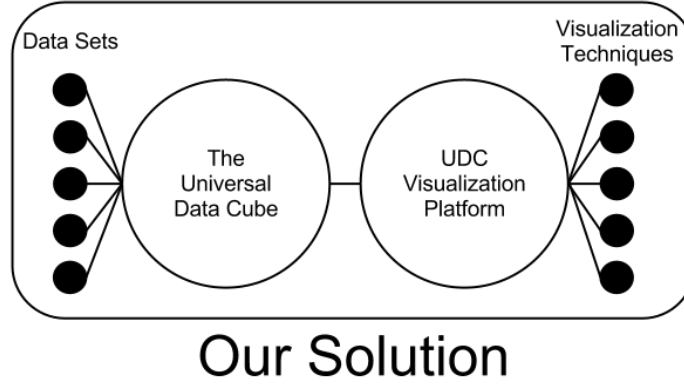 Data Sets
Visualization
Techniques
The
Universal
Data Cube
UDC
Visualization
Platform
Our Solution